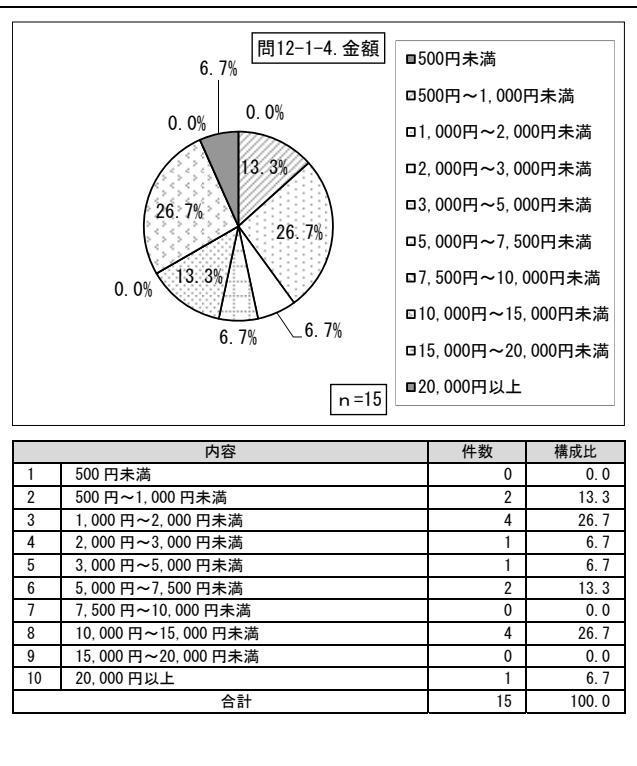 問12-1-4.金額
6.7%
0.0%
0.0%
13.3%
26.7%
26.7%
13.3%
0.0%
6.7%
6.7%
n=15
500円未満
500円～1,000円未満
1,000円～2,000円未満
2,000円～3,000円未満
3,000円～5,000円未満
5,000円～7,500円未満
7,500円～10,000円未満
10,000円～15,000円未満
15,000円～20,000円未満
20,000円以上
内容 件数 構成比
1 500円未満 0 0.0
2 500円～1,000円未満 2 13.3
3 1,000円～2,000円未満 4 26.7
4 2,000円～3,000円未満 1 6.7
5 3,000円～5,000円未満 1 6.7
6 5,000円～7,500円未満 2 13.3
7 7,500円～10,000円未満 0 0.0
8 10,000円～15,000円未満 4 26.7
9 15,000円～20,000円未満 0 0.0
10 20,000円以上 1 6.7
合計 15 100.0